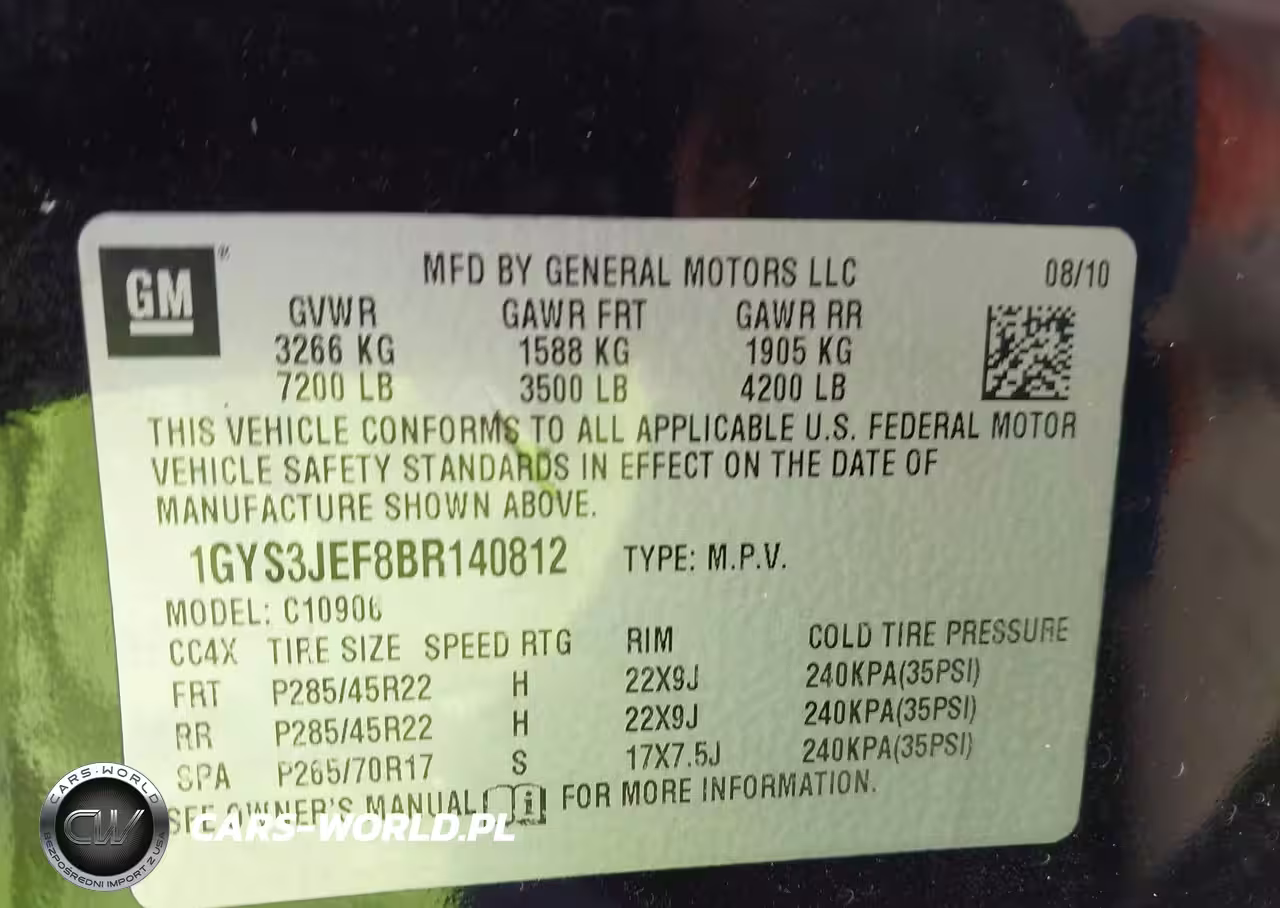 GM ®
MFD BY GENERAL MOTORS LLC 08/10
GVWR GAWR FRT GAWR RR
3266 KG 1588 KG 1905 KG
7200 LB 3500 LB 4200 LB
THIS VEHICLE CONFORMS TO ALL APPLICABLE U.S. FEDERAL MOTOR
VEHICLE SAFETY STANDARDS IN EFFECT ON THE DATE OF
MANUFACTURE SHOWN ABOVE.
1GYS3JEF8BR140812 TYPE: M.P.V.
MODEL: C10906
CC4X TIRE SIZE SPEED RTG RIM COLD TIRE PRESSURE
FRT P285/45R22 H 22X9J 240KPA(35PSI)
RR P285/45R22 H 22X9J 240KPA(35PSI)
SPA P265/70R17 S 17X7.5J 240KPA(35PSI)
SEE OWNER'S MANUAL i FOR MORE INFORMATION.
CARS-WORLD
CW
BEZPOŚREDNI IMPORT Z USA
CARS-WORLD.PL